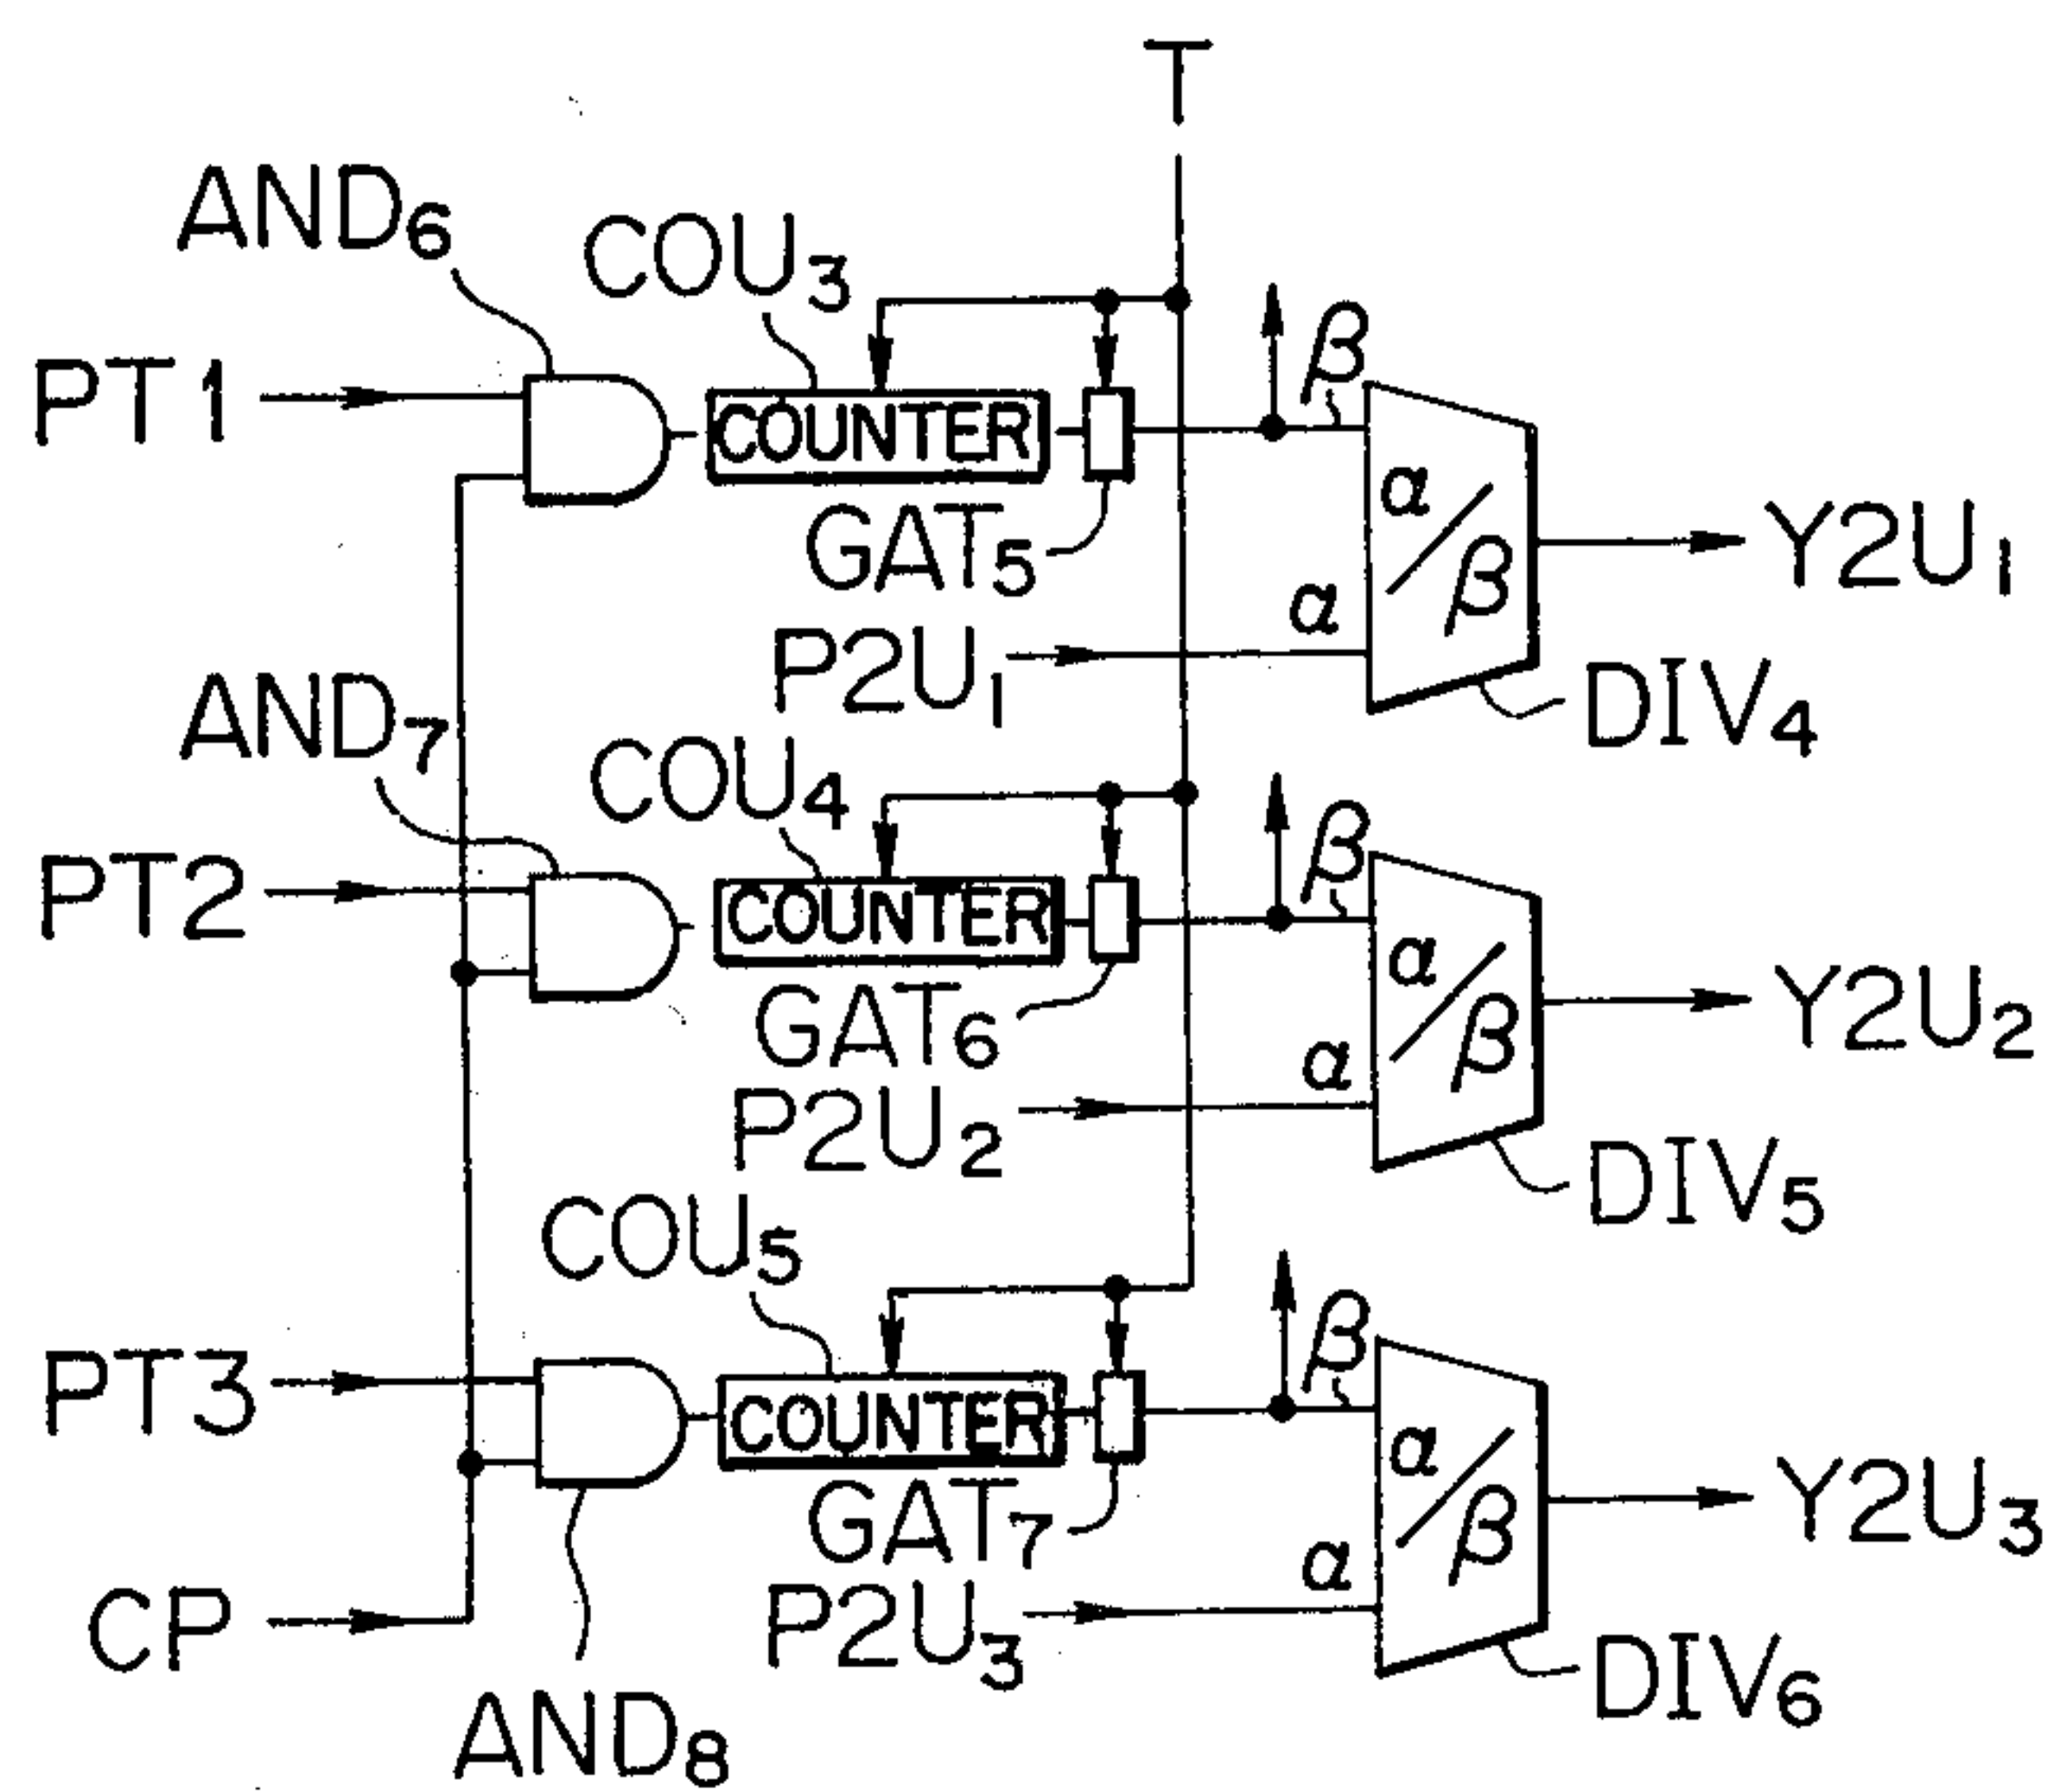 T
AND6
COU3
β
PT1
COUNTER
α/β
GAT5
Y2U1
α
P2U1
DIV4
AND7
COU4
β
PT2
COUNTER
α/β
GAT6
Y2U2
α
P2U2
DIV5
COU5
β
PT3
COUNTER
α/β
GAT7
Y2U3
α
P2U3
CP
DIV6
AND8